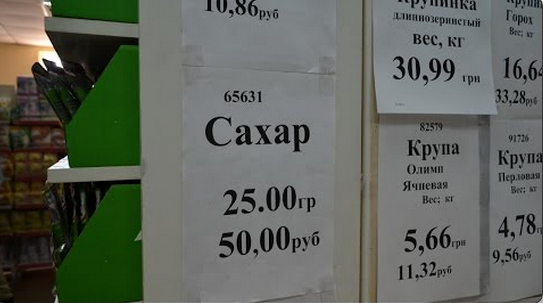 10,86руб
65631
Сахар
25.00гр
50,00руб
Крупинка
длиннозернистый
вес, кг
30,99 грн
82579
Крупа
Олимп
Ячневая
Вес; кг
5,66грн
11,32руб
Крупа
Горох
Вес; кг
16,64
33,28руб
91726
Крупа
Перловая
Вес; кг
4,78
9,56руб